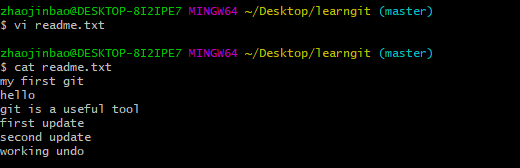 zhaojinbao@DESKTOP-8I2IPE7 MINGW64 ~/Desktop/learngit (master)
$ vi readme.txt
zhaojinbao@DESKTOP-8I2IPE7 MINGW64 ~/Desktop/learngit (master)
$ cat readme.txt
my first git
hello
git is a useful tool
first update
second update
working undo